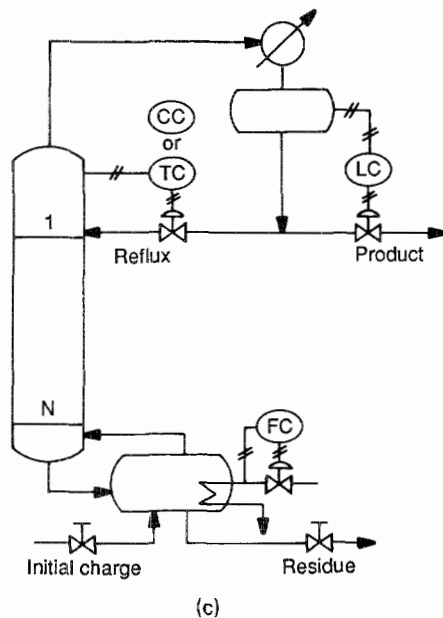 CC
or
TC
LC
1
Reflux
Product
N
FC
Initial charge
Residue
(c)